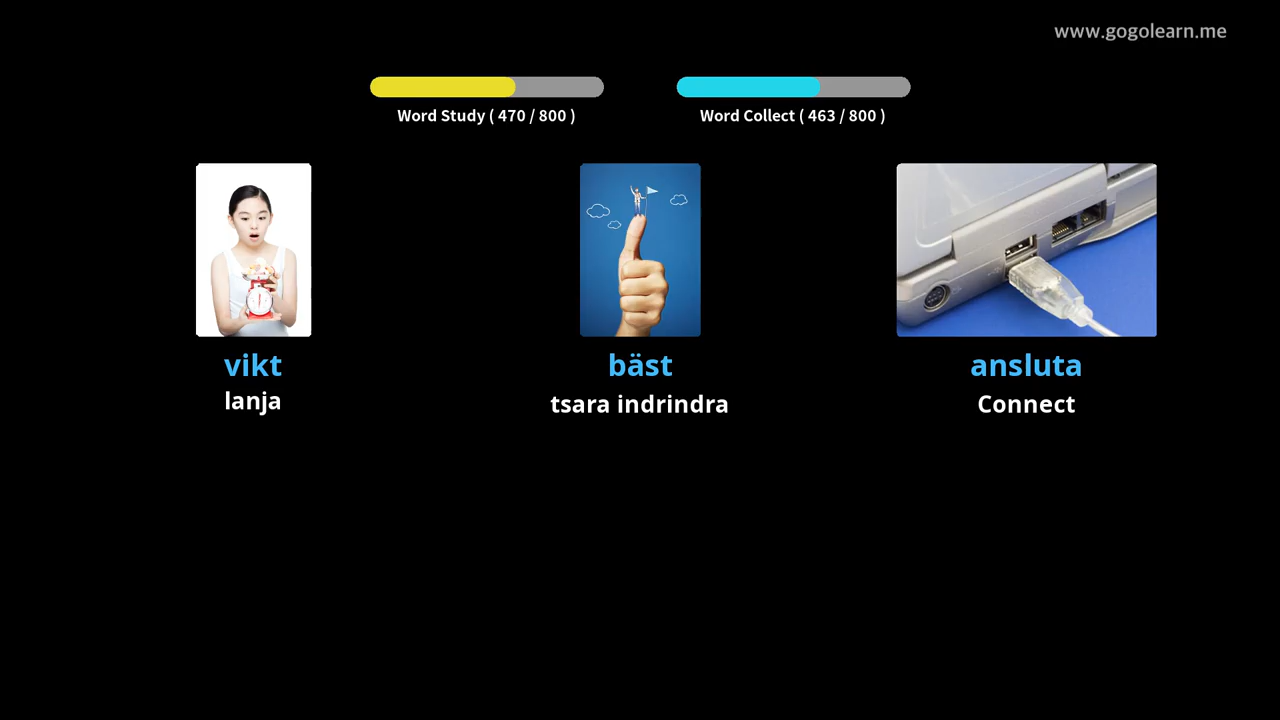 www.gogolearn.me
Word Study ( 470 / 800 )
Word Collect ( 463 / 800 )
vikt
lanja
bäst
tsara indrindra
ansluta
Connect